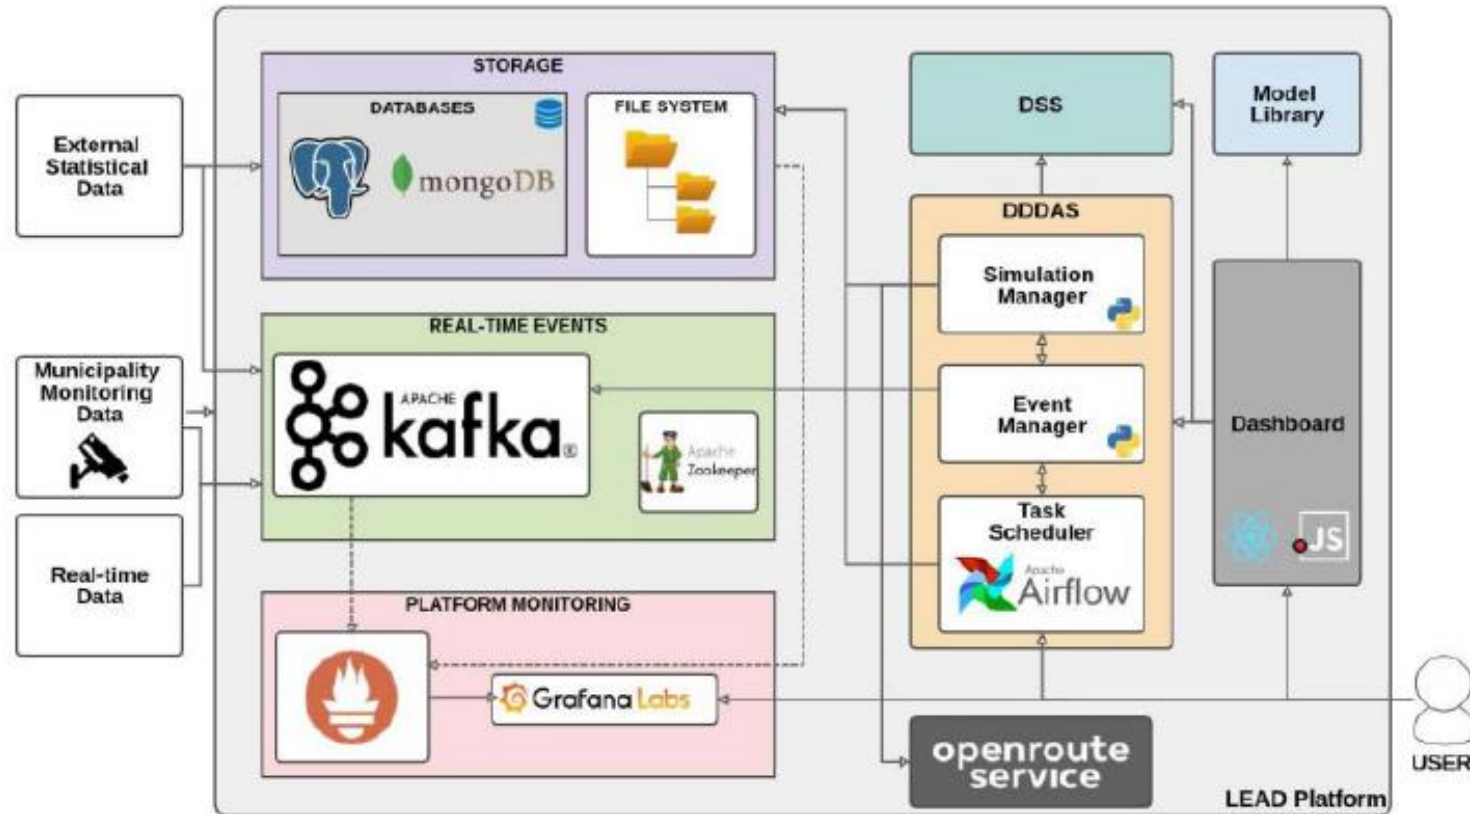 External
Statistical
Data
Municipality
Monitoring
Data
Real-time
Data
STORAGE
DATABASES
mongoDB
FILE SYSTEM
REAL-TIME EVENTS
APACHE
kafka®
Apache
Zookeeper
PLATFORM MONITORING
Grafana Labs
DSS
DDDAS
Simulation
Manager
Event
Manager
Task
Scheduler
Apache
Airflow
openroute
service
Model
Library
Dashboard
JS
USER
LEAD Platform